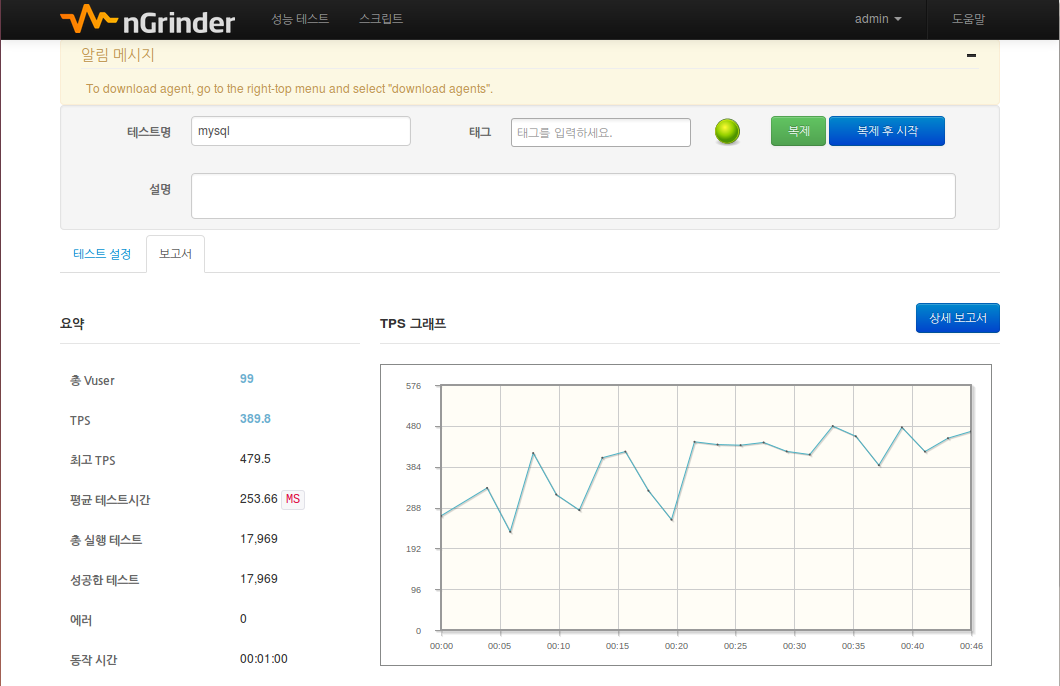 nGrinder 성능 테스트 스크립트 admin 도움말
알림 메시지
To download agent, go to the right-top menu and select "download agents".
테스트명 mysql 태그 태그를 입력하세요. 복제 복제 후 시작
설명
테스트 설정 보고서
요약
총 Vuser 99
TPS 389.8
최고 TPS 479.5
평균 테스트시간 253.66 MS
총 실행 테스트 17,969
성공한 테스트 17,969
에러 0
동작 시간 00:01:00
TPS 그래프 상세 보고서
576
480
384
288
192
96
0
00:00 00:05 00:10 00:15 00:20 00:25 00:30 00:35 00:40 00:46